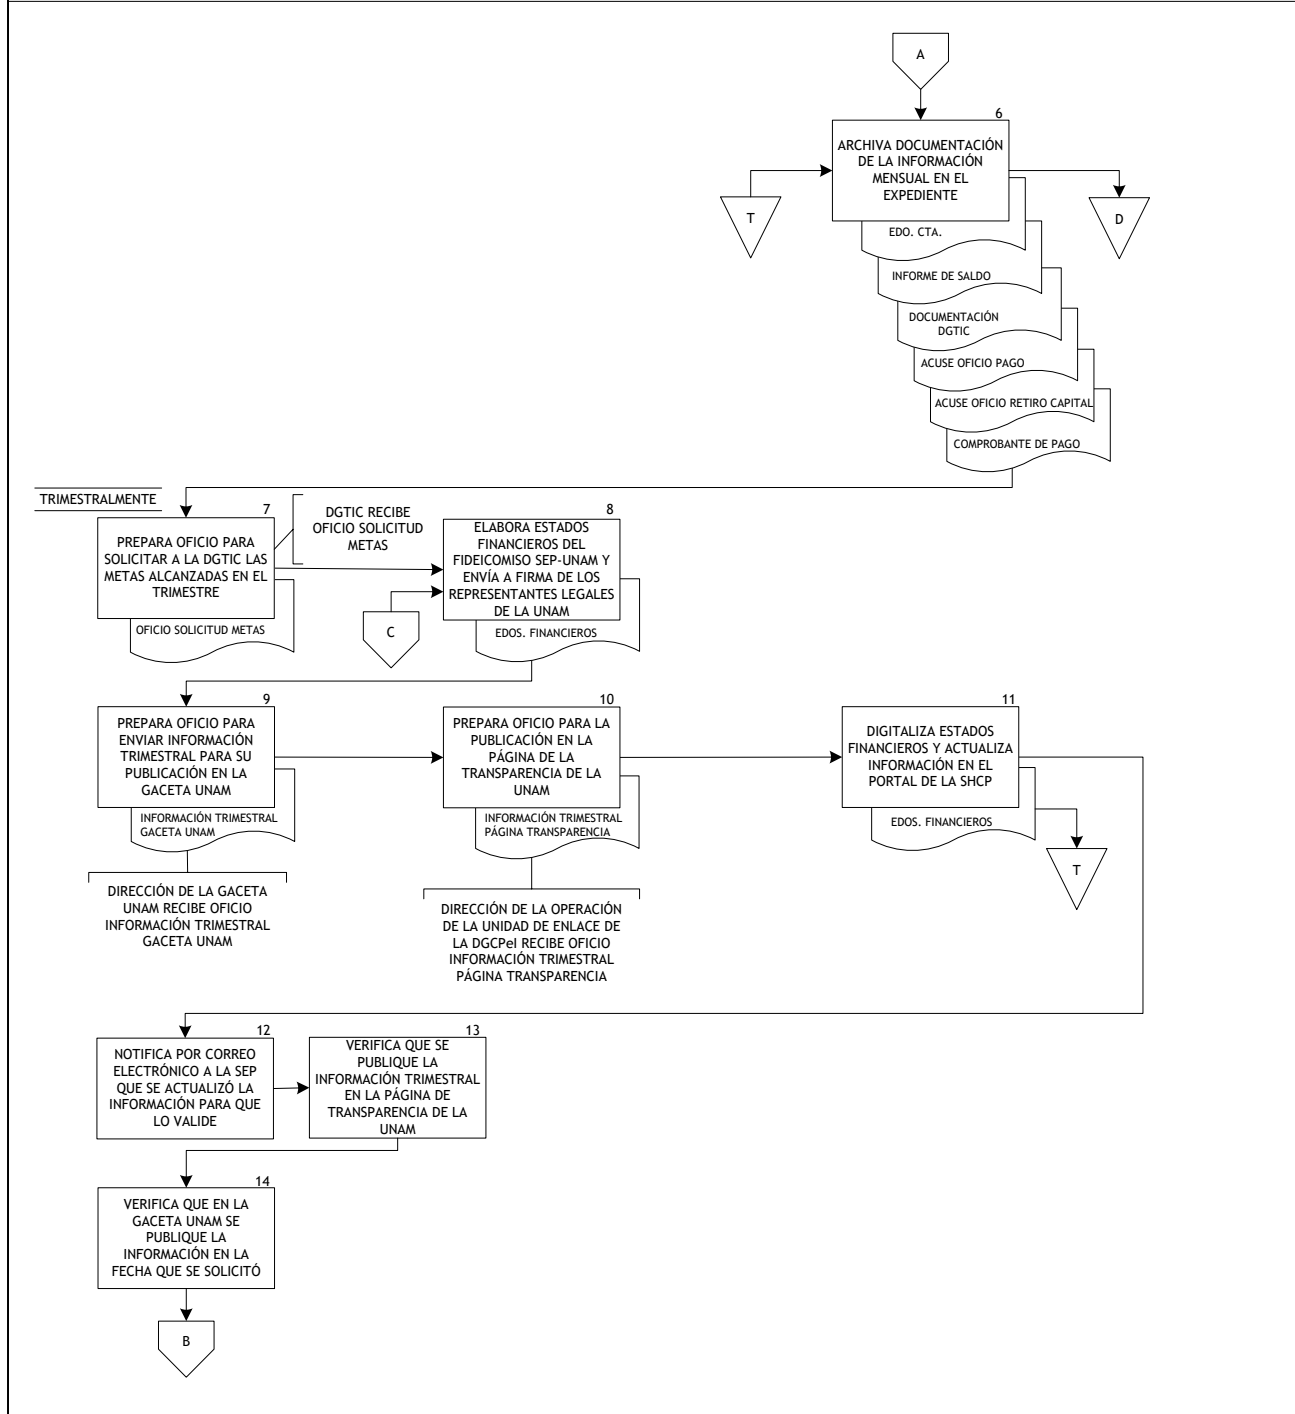 A
6
ARCHIVA DOCUMENTACIÓN
DE LA INFORMACIÓN
MENSUAL EN EL
EXPEDIENTE
T
D
EDO. CTA.
INFORME DE SALDO
DOCUMENTACIÓN
DGTIC
ACUSE OFICIO PAGO
ACUSE OFICIO RETIRO CAPITAL
COMPROBANTE DE PAGO
TRIMESTRALMENTE
7
PREPARA OFICIO PARA
SOLICITAR A LA DGTIC LAS
METAS ALCANZADAS EN EL
TRIMESTRE
OFICIO SOLICITUD METAS
DGTIC RECIBE
OFICIO SOLICITUD
METAS
8
ELABORA ESTADOS
FINANCIEROS DEL
FIDEICOMISO SEP-UNAM Y
ENVÍA A FIRMA DE LOS
REPRESENTANTES LEGALES
DE LA UNAM
C
EDOS. FINANCIEROS
9
PREPARA OFICIO PARA
ENVIAR INFORMACIÓN
TRIMESTRAL PARA SU
PUBLICACIÓN EN LA
GACETA UNAM
INFORMACIÓN TRIMESTRAL
GACETA UNAM
DIRECCIÓN DE LA GACETA
UNAM RECIBE OFICIO
INFORMACIÓN TRIMESTRAL
GACETA UNAM
10
PREPARA OFICIO PARA LA
PUBLICACIÓN EN LA
PÁGINA DE LA
TRANSPARENCIA DE LA
UNAM
INFORMACIÓN TRIMESTRAL
PÁGINA TRANSPARENCIA
DIRECCIÓN DE LA OPERACIÓN
DE LA UNIDAD DE ENLACE DE
LA DGCPeI RECIBE OFICIO
INFORMACIÓN TRIMESTRAL
PÁGINA TRANSPARENCIA
11
DIGITALIZA ESTADOS
FINANCIEROS Y ACTUALIZA
INFORMACIÓN EN EL
PORTAL DE LA SHCP
EDOS. FINANCIEROS
T
12
NOTIFICA POR CORREO
ELECTRÓNICO A LA SEP
QUE SE ACTUALIZÓ LA
INFORMACIÓN PARA QUE
LO VALIDE
13
VERIFICA QUE SE
PUBLIQUE LA
INFORMACIÓN TRIMESTRAL
EN LA PÁGINA DE
TRANSPARENCIA DE LA
UNAM
14
VERIFICA QUE EN LA
GACETA UNAM SE
PUBLIQUE LA
INFORMACIÓN EN LA
FECHA QUE SE SOLICITÓ
B